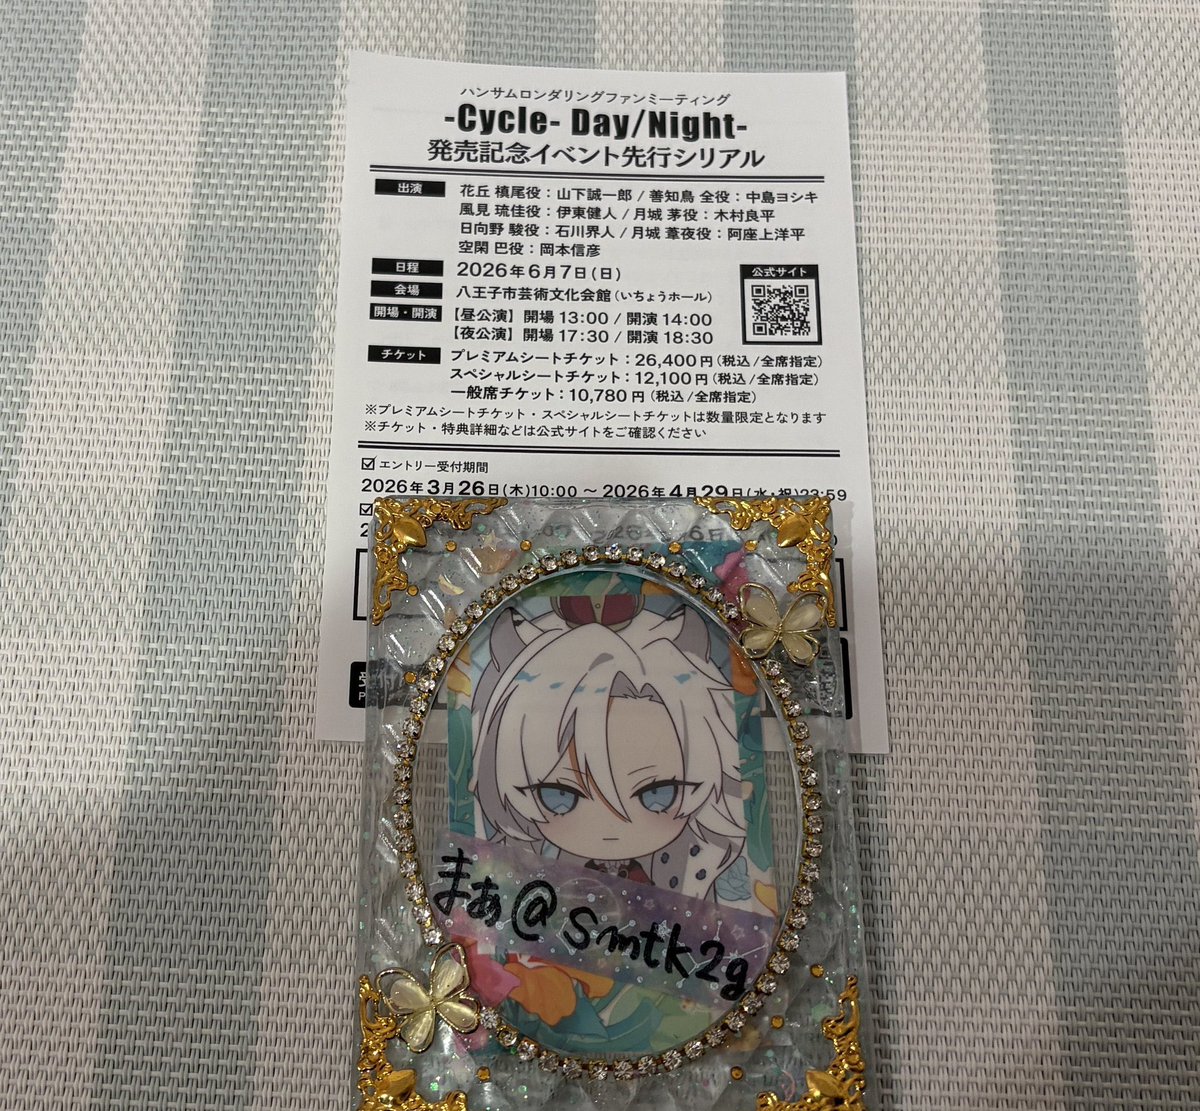 ハンサムロンダリングファンミーティング
-Cycle- Day/Night-
発売記念イベント先行シリアル
出演
花丘 槙尾役：山下誠一郎 / 善知鳥 全役：中島ヨシキ
風見 琉佳役：伊東健人 / 月城 茅役：木村良平
日向野 駿役：石川界人 / 月城 葦夜役：阿座上洋平
空閑 巴役：岡本信彦
日程
2026年6月7日(日)
公式サイト
会場
八王子市芸術文化会館(いちょうホール)
開場・開演
【昼公演】開場 13:00 / 開演 14:00
【夜公演】開場 17:30 / 開演 18:30
チケット
プレミアムシートチケット：26,400円(税込/全席指定)
スペシャルシートチケット：12,100円(税込/全席指定)
一般席チケット：10,780円(税込/全席指定)
※プレミアムシートチケット・スペシャルシートチケットは数量限定となります
※チケット・特典詳細などは公式サイトをご確認ください
エントリー受付期間
2026年3月26日(木)10:00 〜 2026年4月29日(水・祝)23:59
まぁ@smtk2g